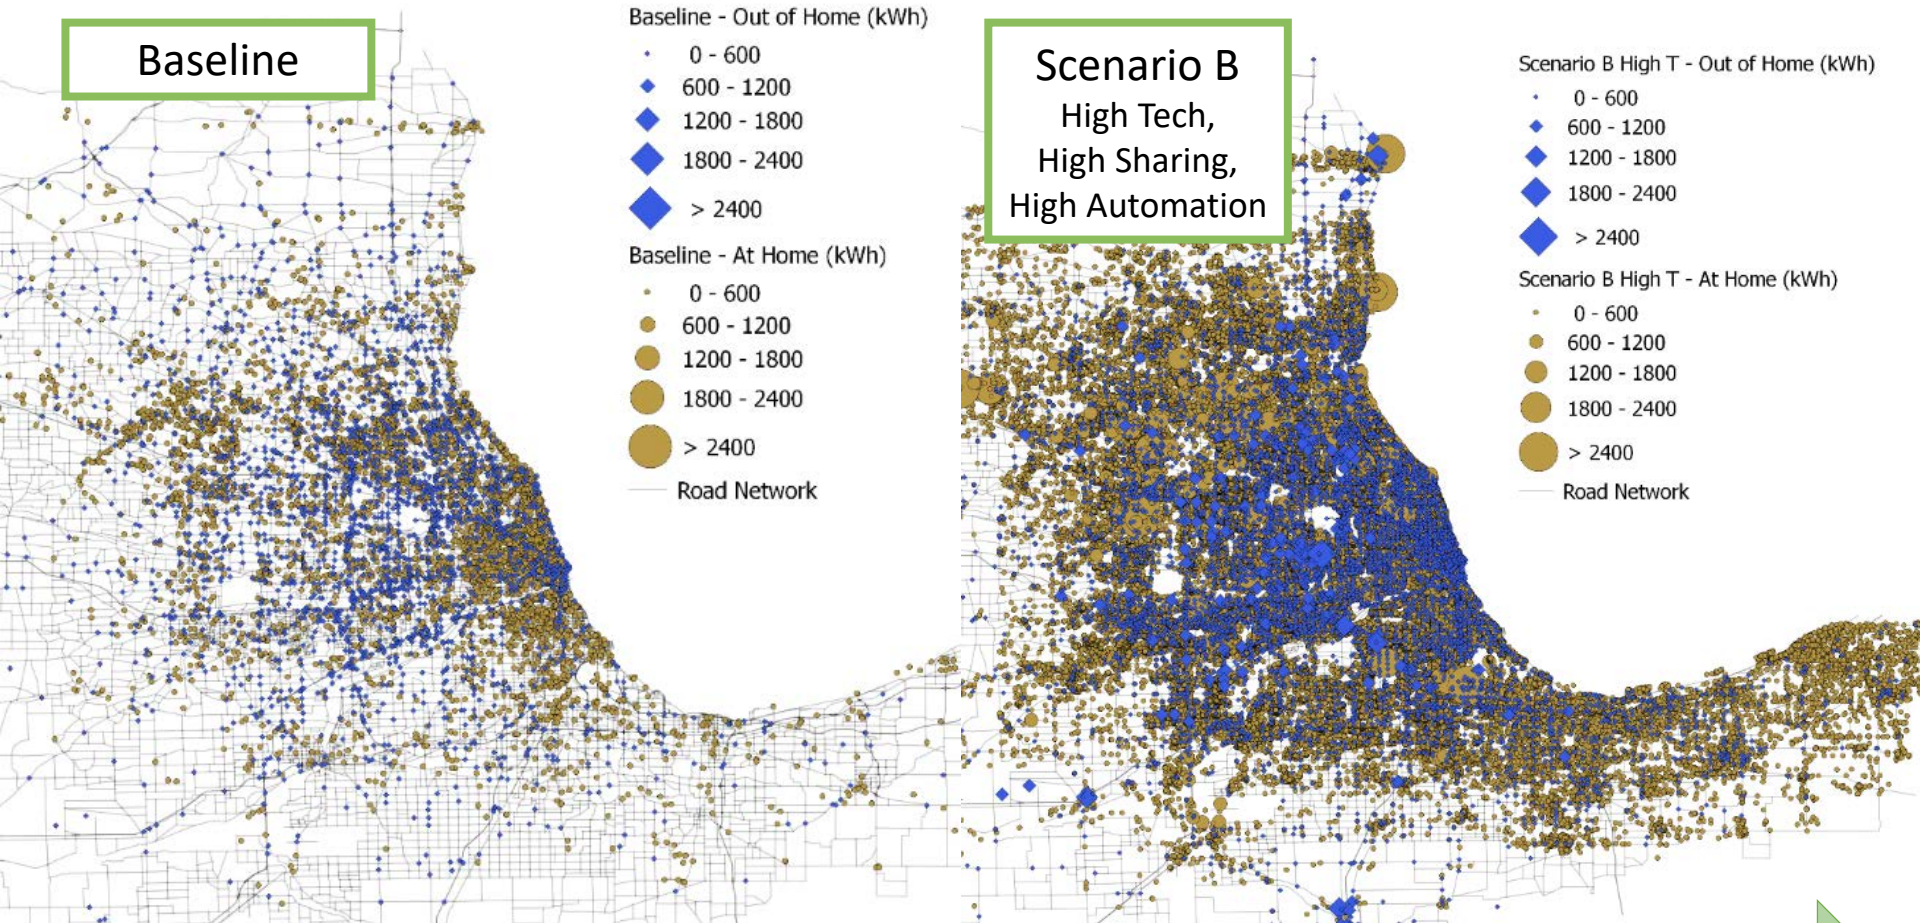 Baseline
Baseline - Out of Home (kWh)
0 - 600
600 - 1200
1200 - 1800
1800 - 2400
> 2400
Baseline - At Home (kWh)
0 - 600
600 - 1200
1200 - 1800
1800 - 2400
> 2400
Road Network
Scenario B
High Tech,
High Sharing,
High Automation
Scenario B High T - Out of Home (kWh)
0 - 600
600 - 1200
1200 - 1800
1800 - 2400
> 2400
Scenario B High T - At Home (kWh)
0 - 600
600 - 1200
1200 - 1800
1800 - 2400
> 2400
Road Network